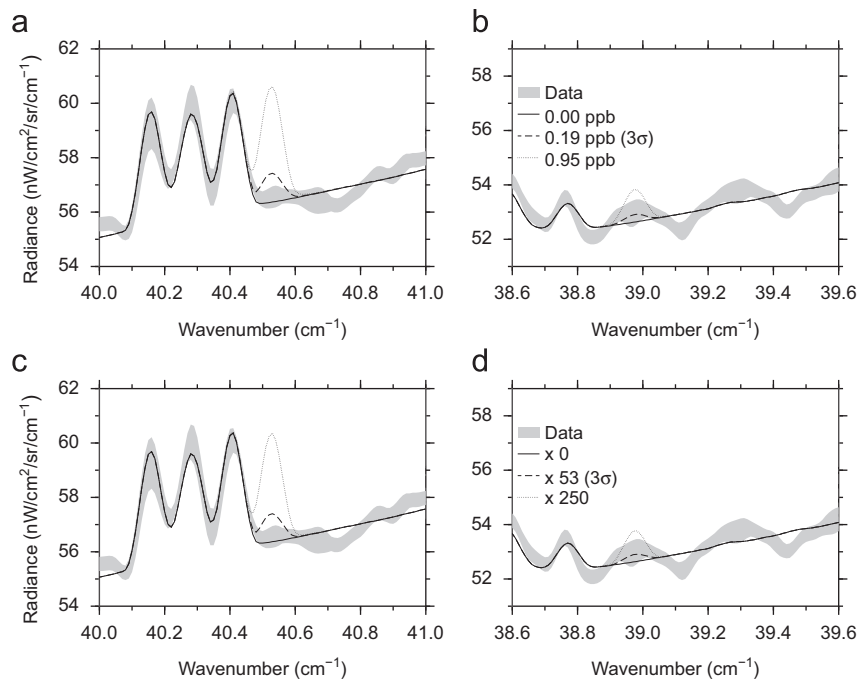 a
62
60
58
56
54
Radiance (nW/cm²/sr/cm⁻¹)
40.0 40.2 40.4 40.6 40.8 41.0
Wavenumber (cm⁻¹)
b
58
56
54
52
Data
0.00 ppb
0.19 ppb (3σ)
0.95 ppb
38.6 38.8 39.0 39.2 39.4 39.6
Wavenumber (cm⁻¹)
c
62
60
58
56
54
Radiance (nW/cm²/sr/cm⁻¹)
40.0 40.2 40.4 40.6 40.8 41.0
Wavenumber (cm⁻¹)
d
58
56
54
52
Data
x 0
x 53 (3σ)
x 250
38.6 38.8 39.0 39.2 39.4 39.6
Wavenumber (cm⁻¹)